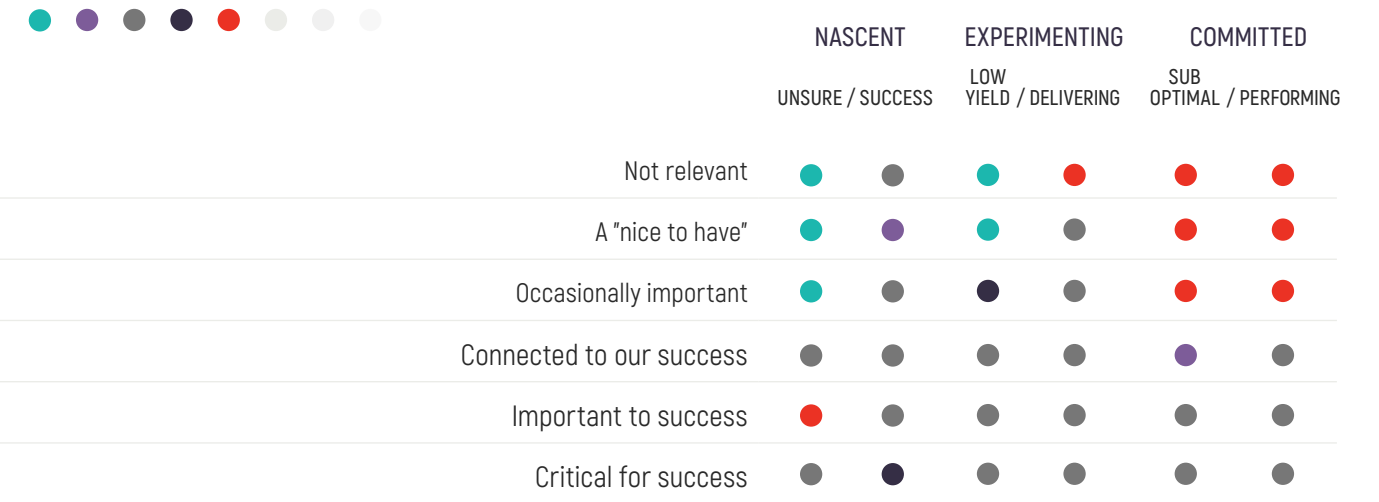 NASCENT EXPERIMENTING COMMITTED
LOW SUB
UNSURE / SUCCESS YIELD / DELIVERING OPTIMAL / PERFORMING
Not relevant
A "nice to have"
Occasionally important
Connected to our success
Important to success
Critical for success